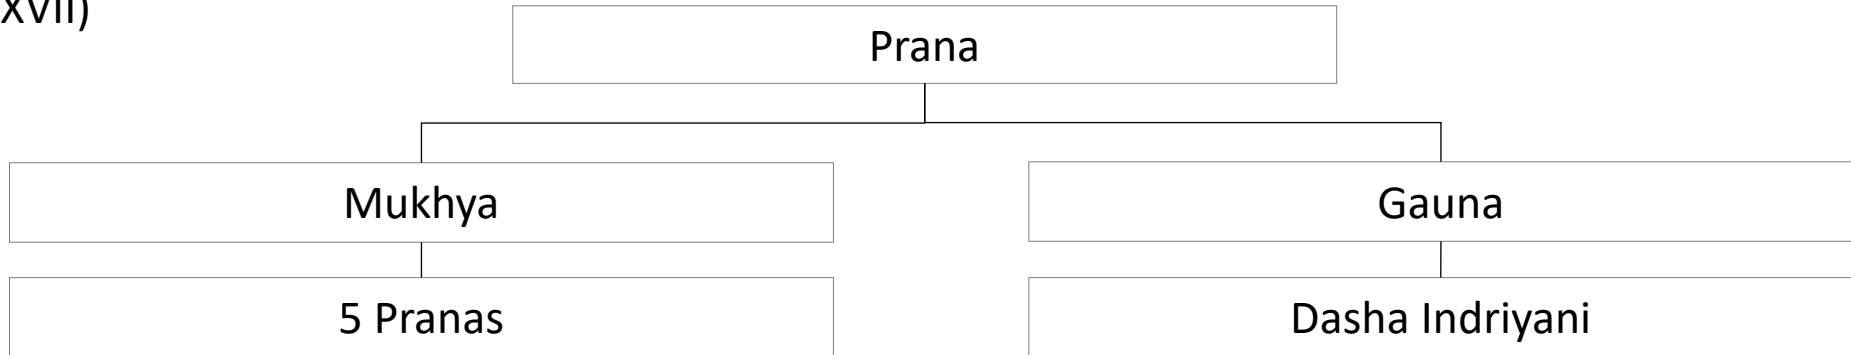 XVII)
Prana
Mukhya
Gauna
5 Pranas
Dasha Indriyani